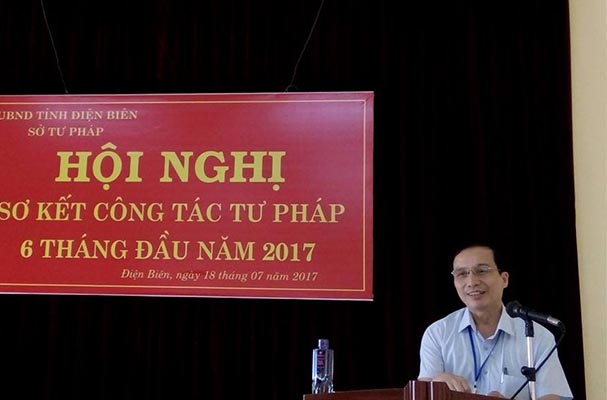 UBND TỈNH ĐIỆN BIÊN
SỞ TƯ PHÁP
HỘI NGHỊ
SƠ KẾT CÔNG TÁC TƯ PHÁP
6 THÁNG ĐẦU NĂM 2017
Điện Biên, ngày 18 tháng 07 năm 2017